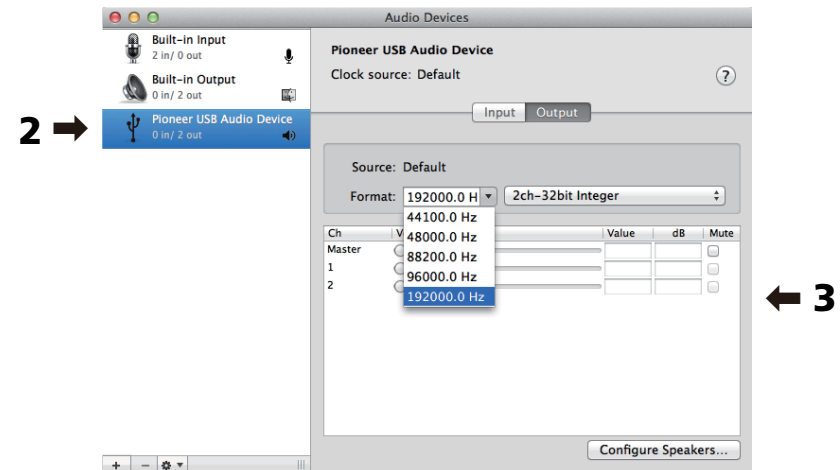 Audio Devices
Built-in Input
2 in/ 0 out
Built-in Output
0 in/ 2 out
2
Pioneer USB Audio Device
0 in/ 2 out
Pioneer USB Audio Device
Clock source: Default
?
Input Output
Source: Default
Format: 192000.0 H 2ch-32bit Integer
44100.0 Hz
48000.0 Hz
88200.0 Hz
96000.0 Hz
192000.0 Hz
Ch V Value dB Mute
Master
1
2
3
Configure Speakers...
+ −